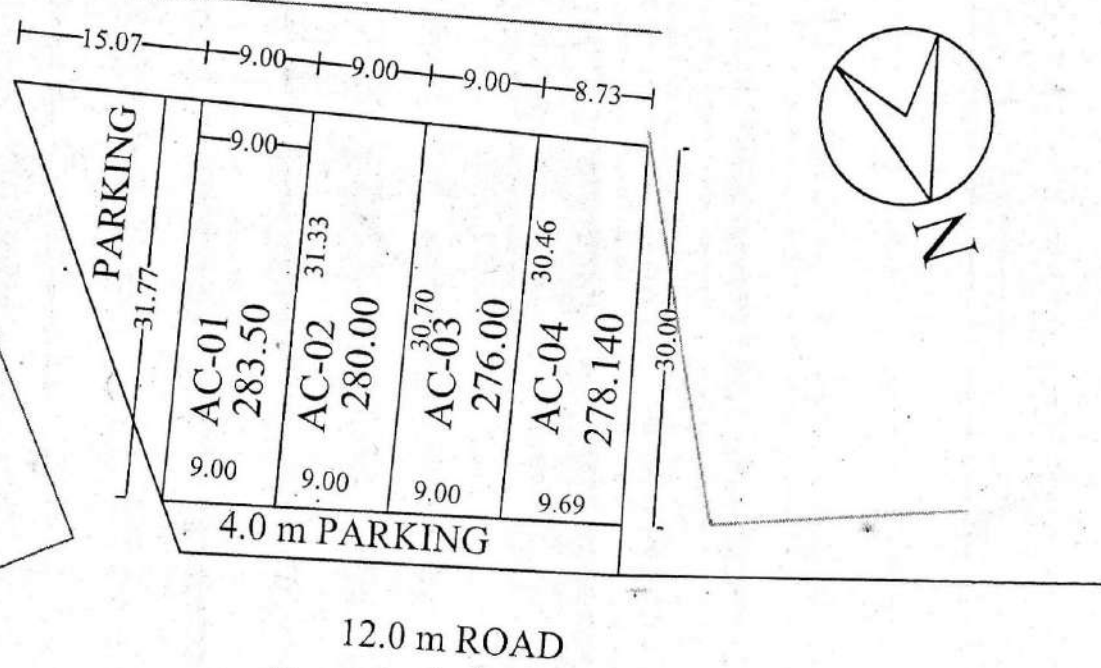 15.07
9.00
9.00
9.00
8.73
9.00
PARKING
31.77
AC-01
283.50
9.00
31.33
AC-02
280.00
9.00
30.70
AC-03
276.00
9.00
30.46
AC-04
278.140
9.69
30.00
N
4.0 m PARKING
12.0 m ROAD